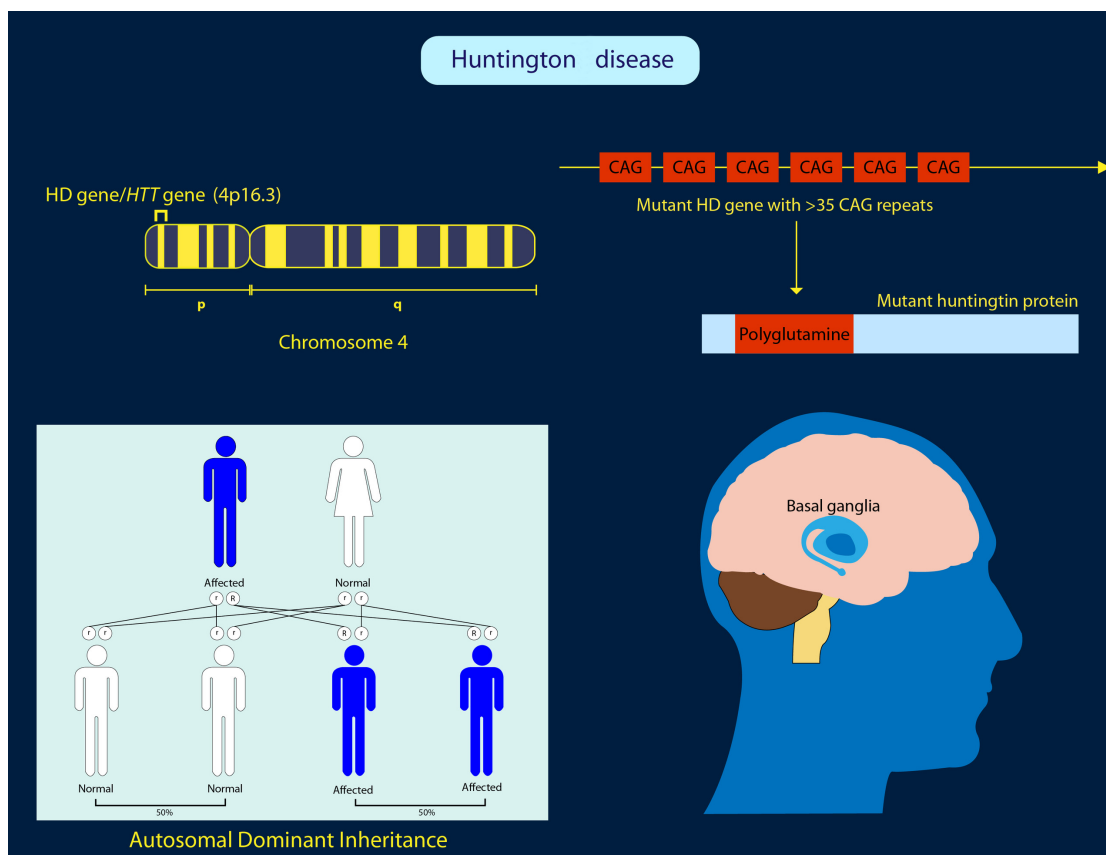 Huntington disease
HD gene/HTT gene (4p16.3)
p
q
Chromosome 4
CAG CAG CAG CAG CAG CAG
Mutant HD gene with >35 CAG repeats
Mutant huntingtin protein
Polyglutamine
Affected Normal
r R r r
r r r r R r R r
Normal Normal Affected Affected
50% 50%
Autosomal Dominant Inheritance
Basal ganglia